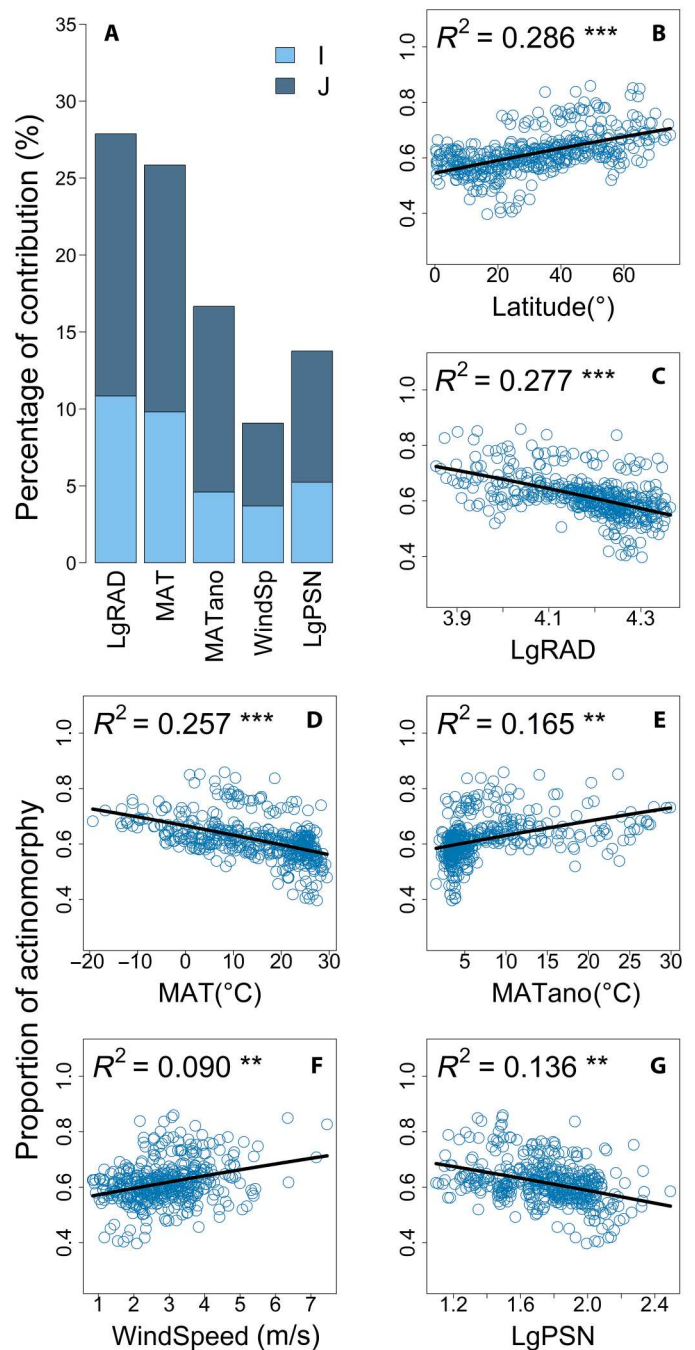 A
I
J
Percentage of contribution (%)
35
30
25
20
15
10
5
0
LgRAD
MAT
MATano
WindSp
LgPSN
R² = 0.286 ***
B
1.0
0.8
0.6
0.4
0
20
40
60
Latitude(°)
R² = 0.277 ***
C
1.0
0.8
0.6
0.4
3.9
4.1
4.3
LgRAD
Proportion of actinomorphy
R² = 0.257 ***
D
1.0
0.8
0.6
0.4
−20
−10
0
10
20
30
MAT(°C)
R² = 0.165 **
E
1.0
0.8
0.6
0.4
5
10
15
20
25
30
MATano(°C)
R² = 0.090 **
F
1.0
0.8
0.6
0.4
1
2
3
4
5
6
7
WindSpeed (m/s)
R² = 0.136 **
G
1.0
0.8
0.6
0.4
1.2
1.6
2.0
2.4
LgPSN